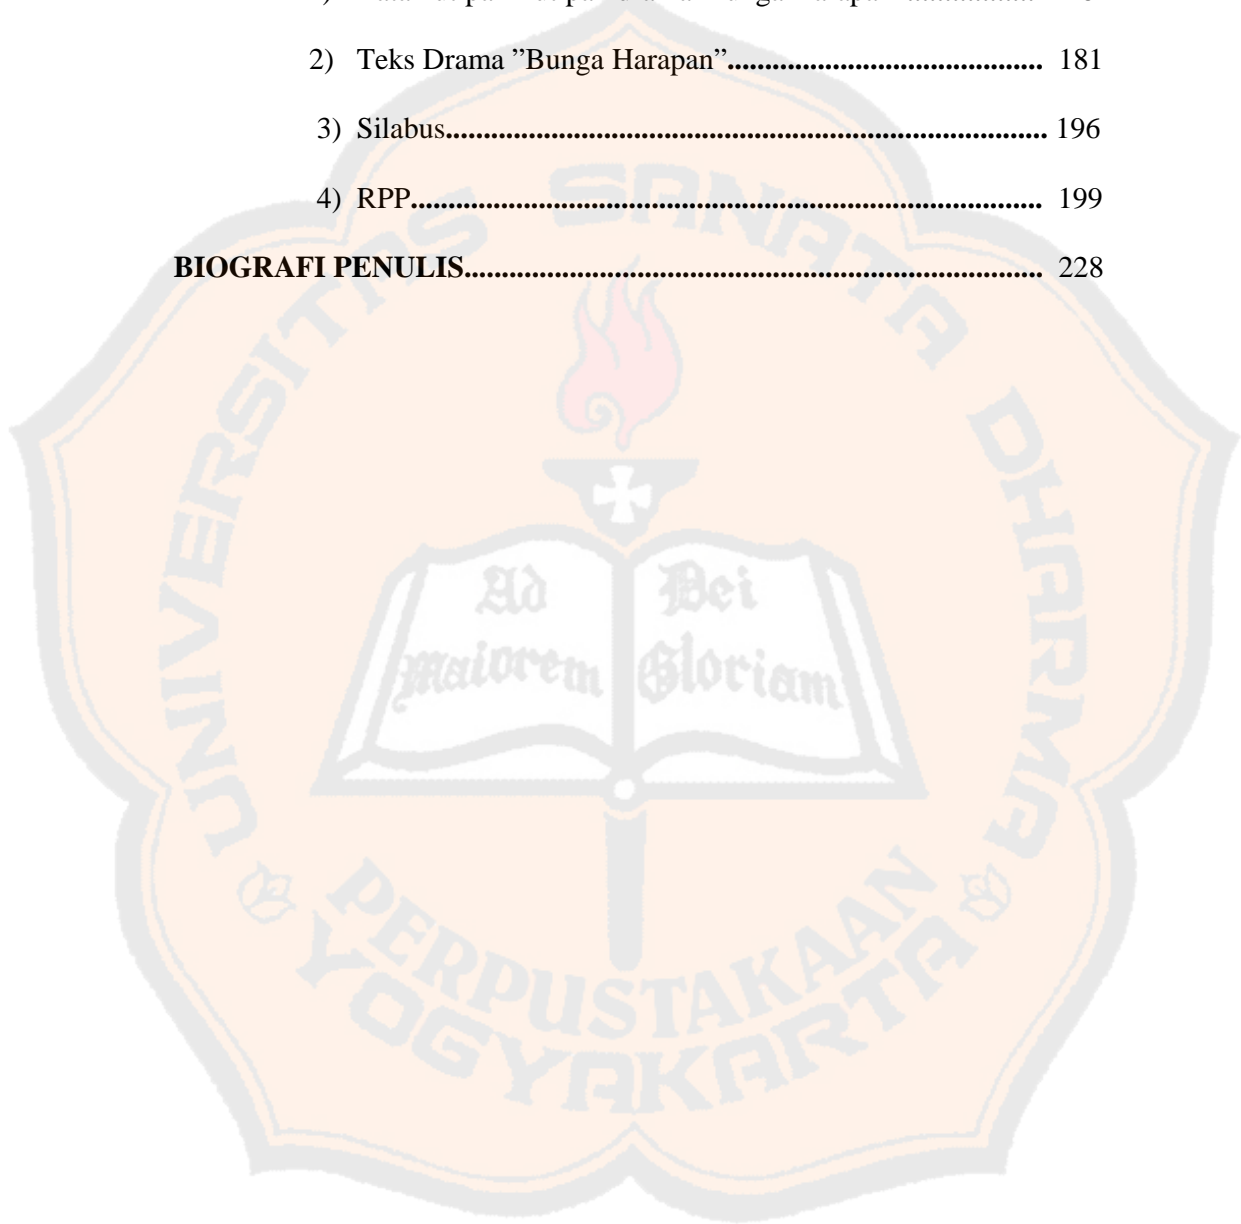 2) Teks Drama ”Bunga Harapan”.......................................... 181
3) Silabus................................................................................ 196
4) RPP.................................................................................... 199
BIOGRAFI PENULIS............................................................................. 228
UNIVERSITAS SANATA DHARMA
Ad Dei
Maiorem Gloriam
PERPUSTAKAAN
YOGYAKARTA